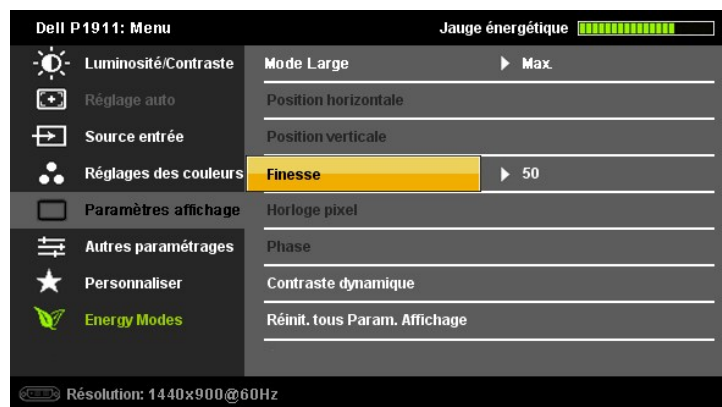 Dell P1911: Menu Jauge énergétique
Luminosité/Contraste Mode Large Max.
Réglage auto Position horizontale
Source entrée Position verticale
Réglages des couleurs Finesse 50
Paramètres affichage Horloge pixel
Autres paramétrages Phase
Personnaliser Contraste dynamique
Energy Modes Réinit. tous Param. Affichage
Résolution: 1440x900@60Hz